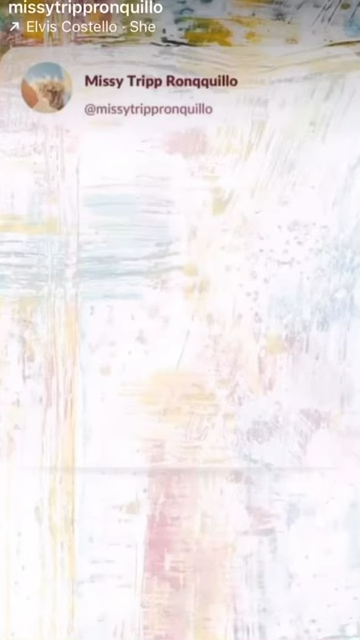 missytrippronquillo
↗ Elvis Costello · She
Missy Tripp Ronqquillo
@missytrippronquillo